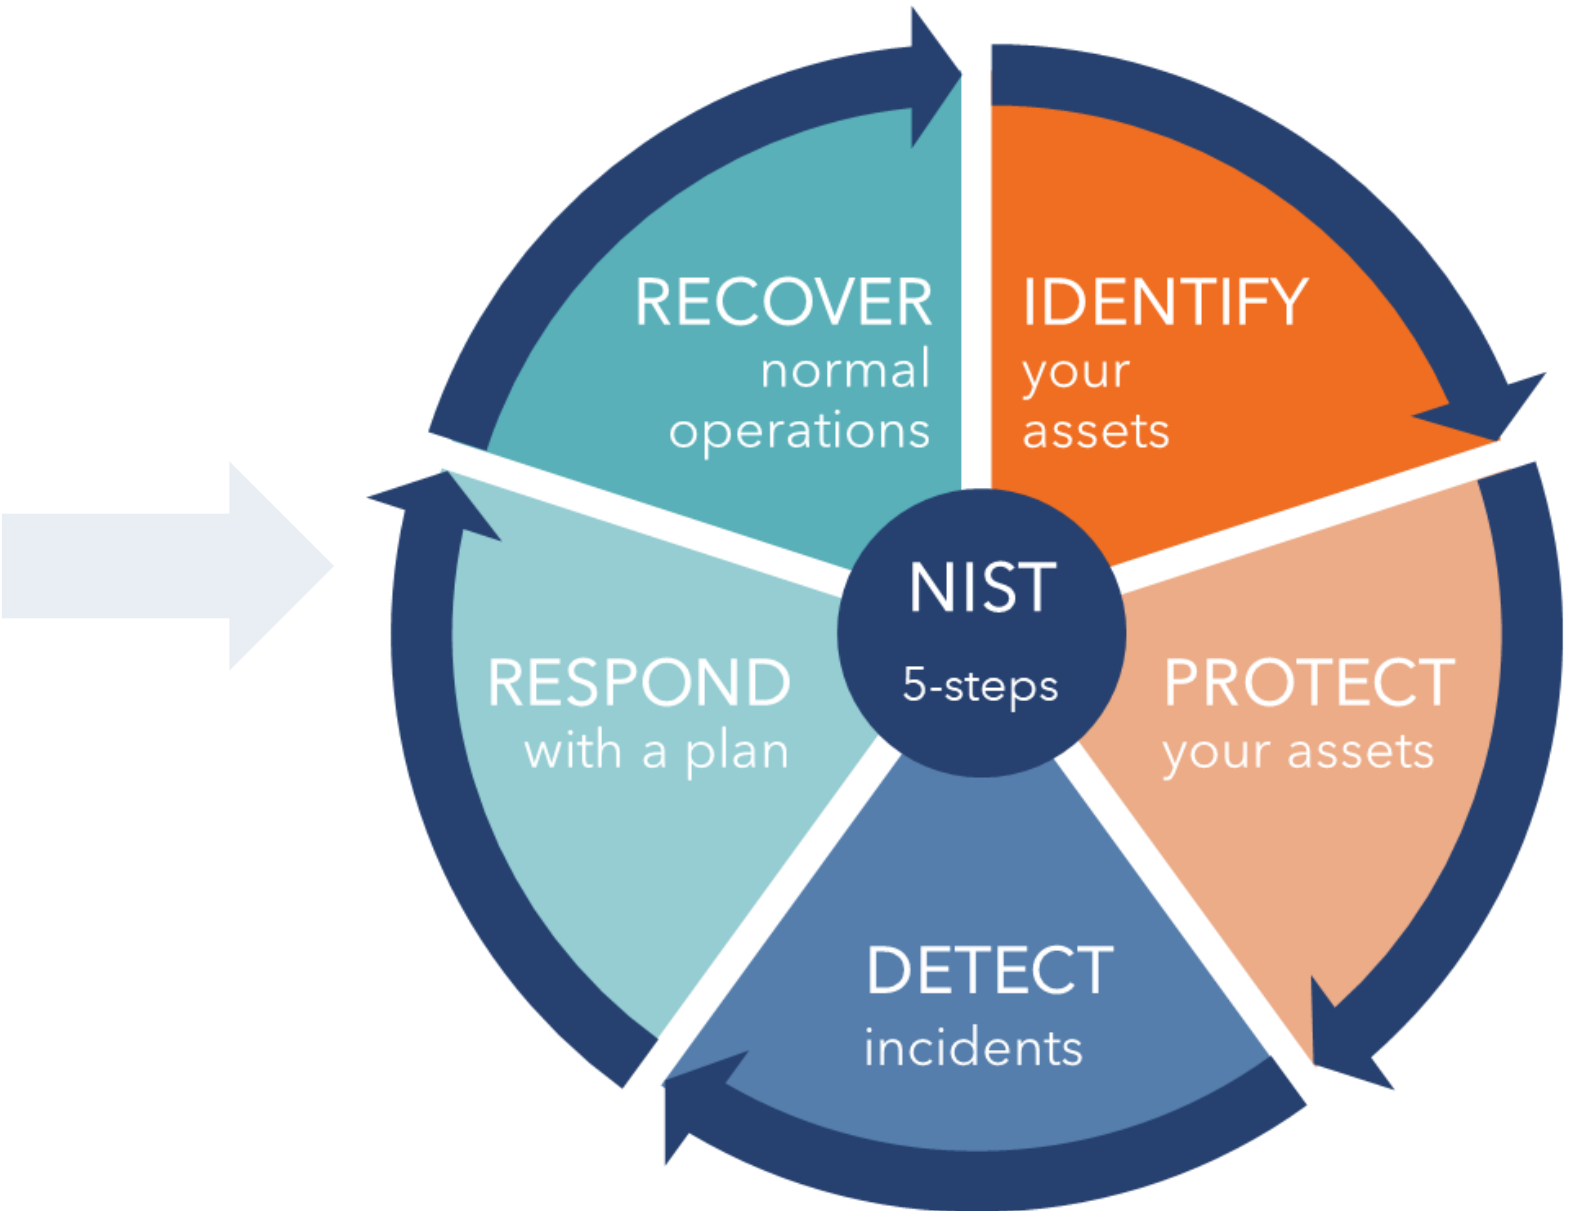 RECOVER
normal
operations
IDENTIFY
your
assets
NIST
5-steps
RESPOND
with a plan
PROTECT
your assets
DETECT
incidents